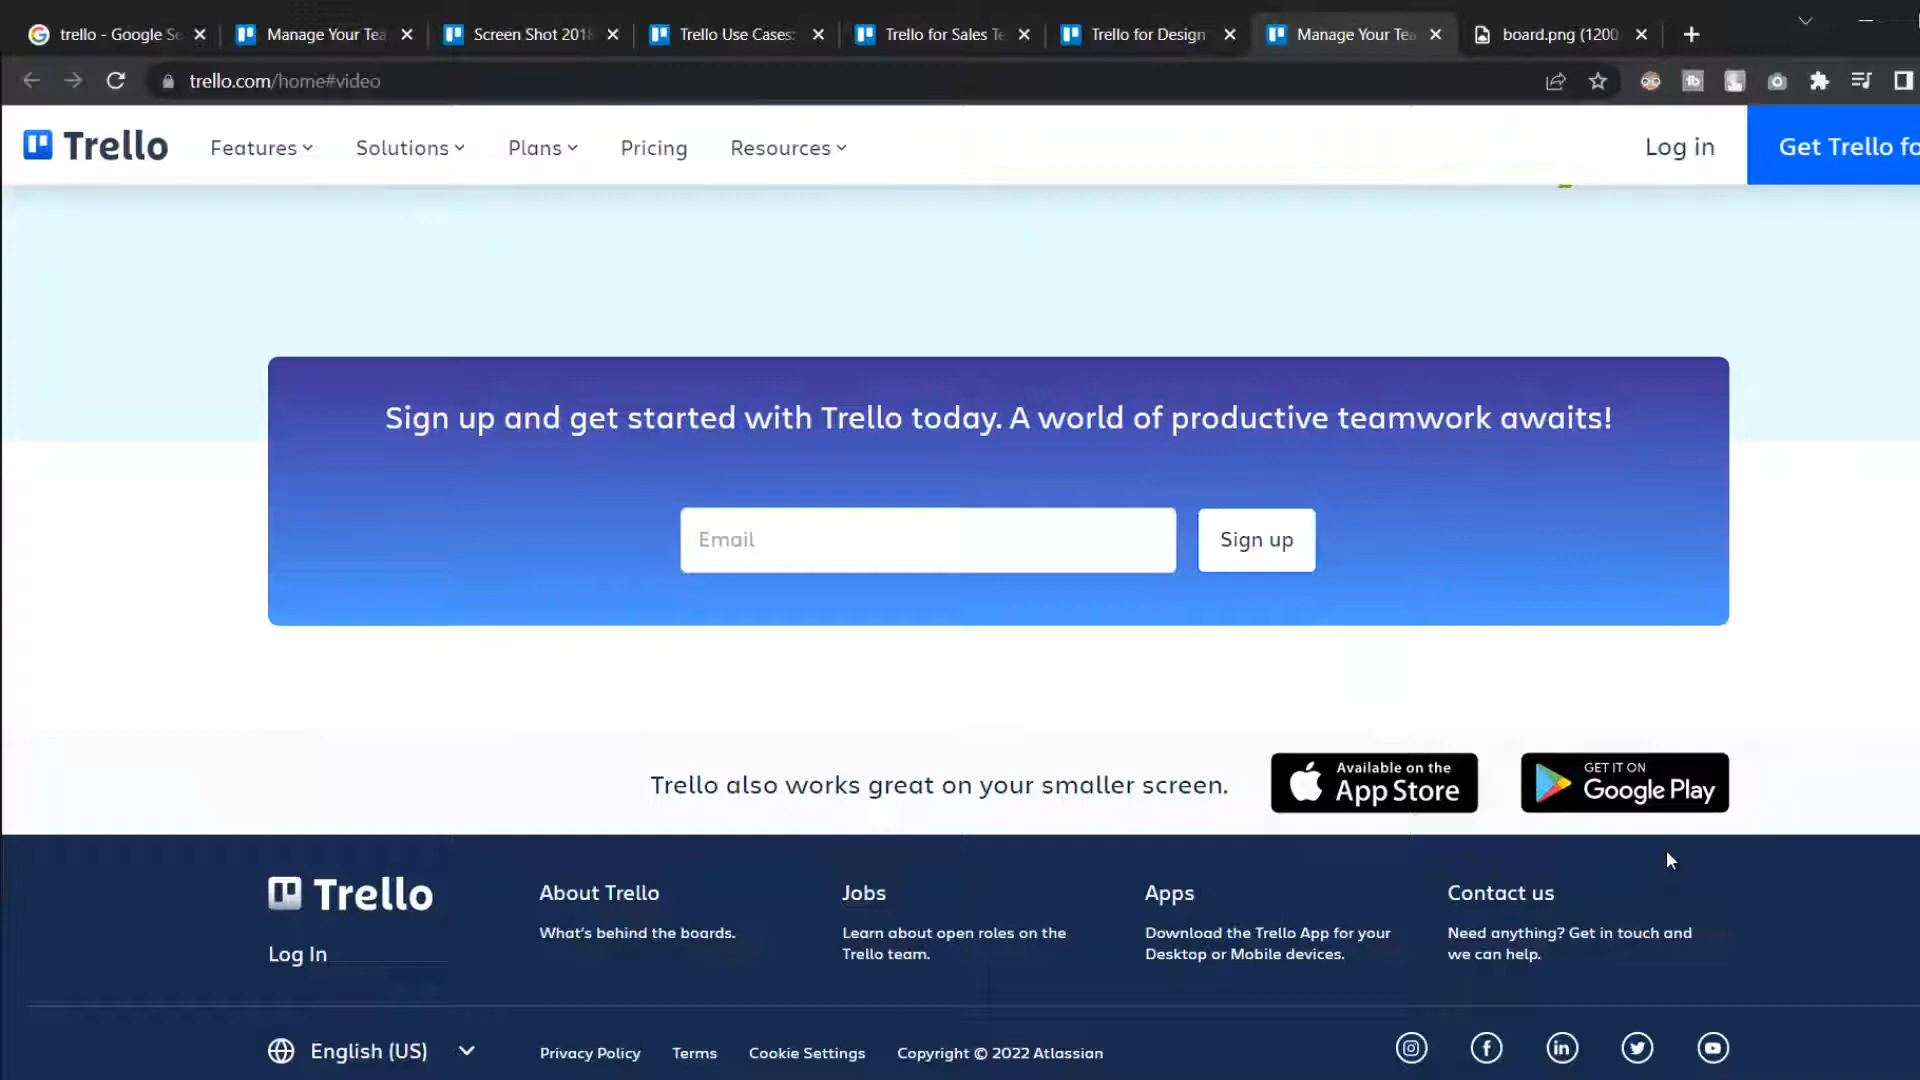 trello - Google Se
Manage Your Tea
Screen Shot 2018
Trello Use Cases:
Trello for Sales Te
Trello for Design
Manage Your Tea
board.png (1200
trello.com/home#video
Trello
Features
Solutions
Plans
Pricing
Resources
Log in
Get Trello fo
Sign up and get started with Trello today. A world of productive teamwork awaits!
Email
Sign up
Trello also works great on your smaller screen.
Available on the
App Store
GET IT ON
Google Play
Trello
Log In
About Trello
What's behind the boards.
Jobs
Learn about open roles on the
Trello team.
Apps
Download the Trello App for your
Desktop or Mobile devices.
Contact us
Need anything? Get in touch and
we can help.
English (US)
Privacy Policy
Terms
Cookie Settings
Copyright © 2022 Atlassian